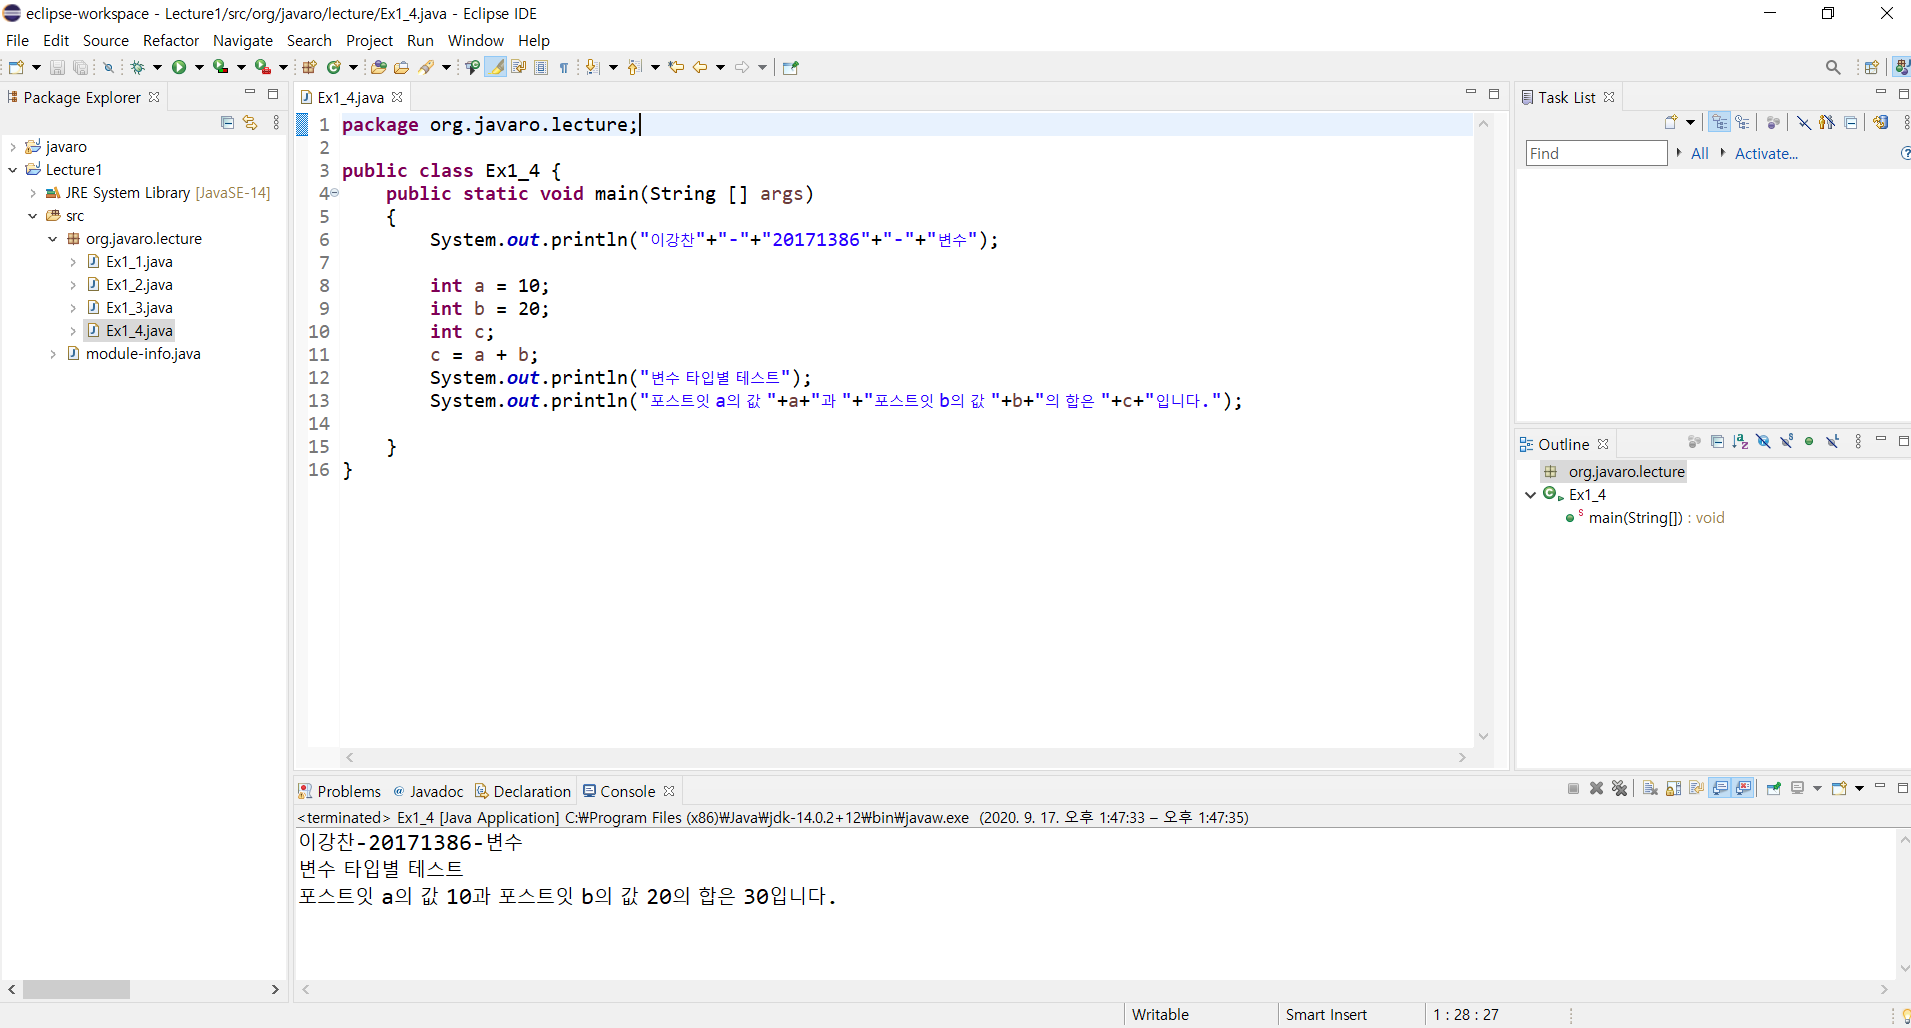 eclipse-workspace - Lecture1/src/org/javaro/lecture/Ex1_4.java - Eclipse IDE
File Edit Source Refactor Navigate Search Project Run Window Help
Package Explorer
javaro
Lecture1
JRE System Library [JavaSE-14]
src
org.javaro.lecture
Ex1_1.java
Ex1_2.java
Ex1_3.java
Ex1_4.java
module-info.java
Ex1_4.java
1 package org.javaro.lecture;
2
3 public class Ex1_4 {
4 public static void main(String [] args)
5 {
6 System.out.println("이강찬"+"-"+"20171386"+"-"+"변수");
7
8 int a = 10;
9 int b = 20;
10 int c;
11 c = a + b;
12 System.out.println("변수 타입별 테스트");
13 System.out.println("포스트잇 a의 값 "+a+"과 "+"포스트잇 b의 값 "+b+"의 합은 "+c+"입니다.");
14
15 }
16 }
Task List
Find All Activate...
Outline
org.javaro.lecture
Ex1_4
main(String[]) : void
Problems @ Javadoc Declaration Console
<terminated> Ex1_4 [Java Application] C:₩Program Files (x86)₩Java₩jdk-14.0.2+12₩bin₩javaw.exe (2020. 9. 17. 오후 1:47:33 – 오후 1:47:35)
이강찬-20171386-변수
변수 타입별 테스트
포스트잇 a의 값 10과 포스트잇 b의 값 20의 합은 30입니다.
Writable Smart Insert 1 : 28 : 27